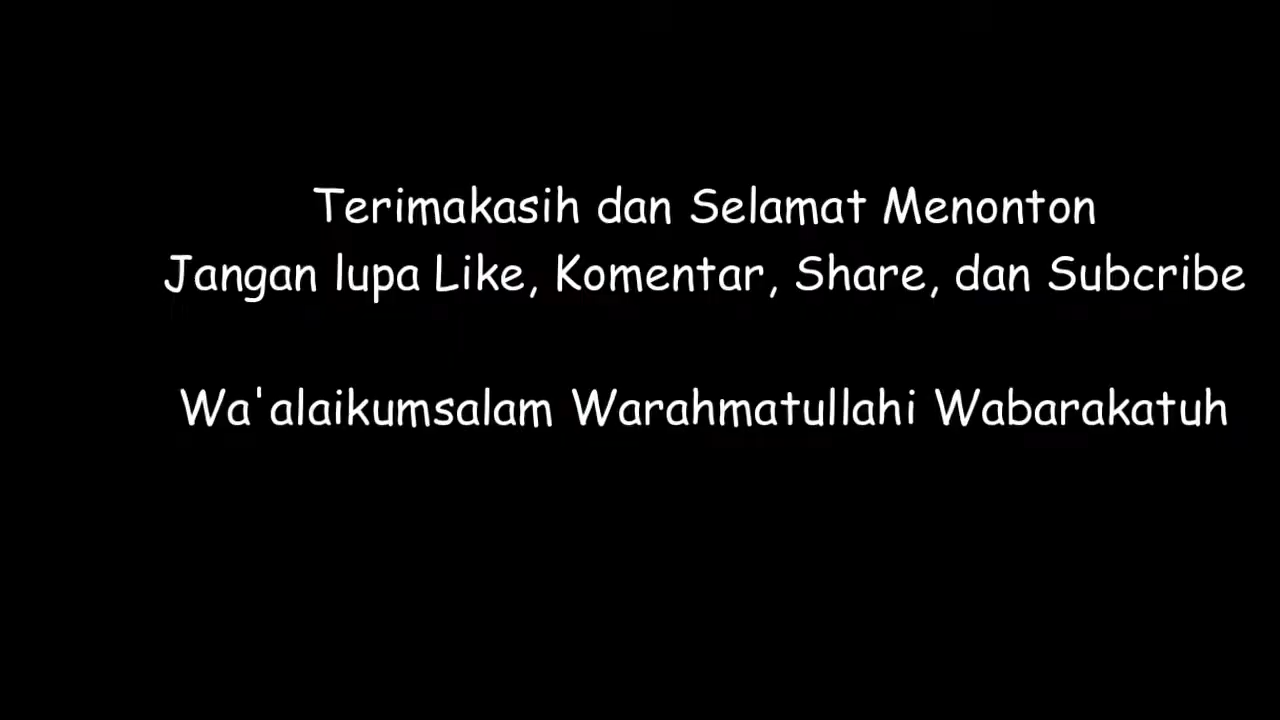 Terimakasih dan Selamat Menonton
Jangan lupa Like, Komentar, Share, dan Subcribe
Wa'alaikumsalam Warahmatullahi Wabarakatuh